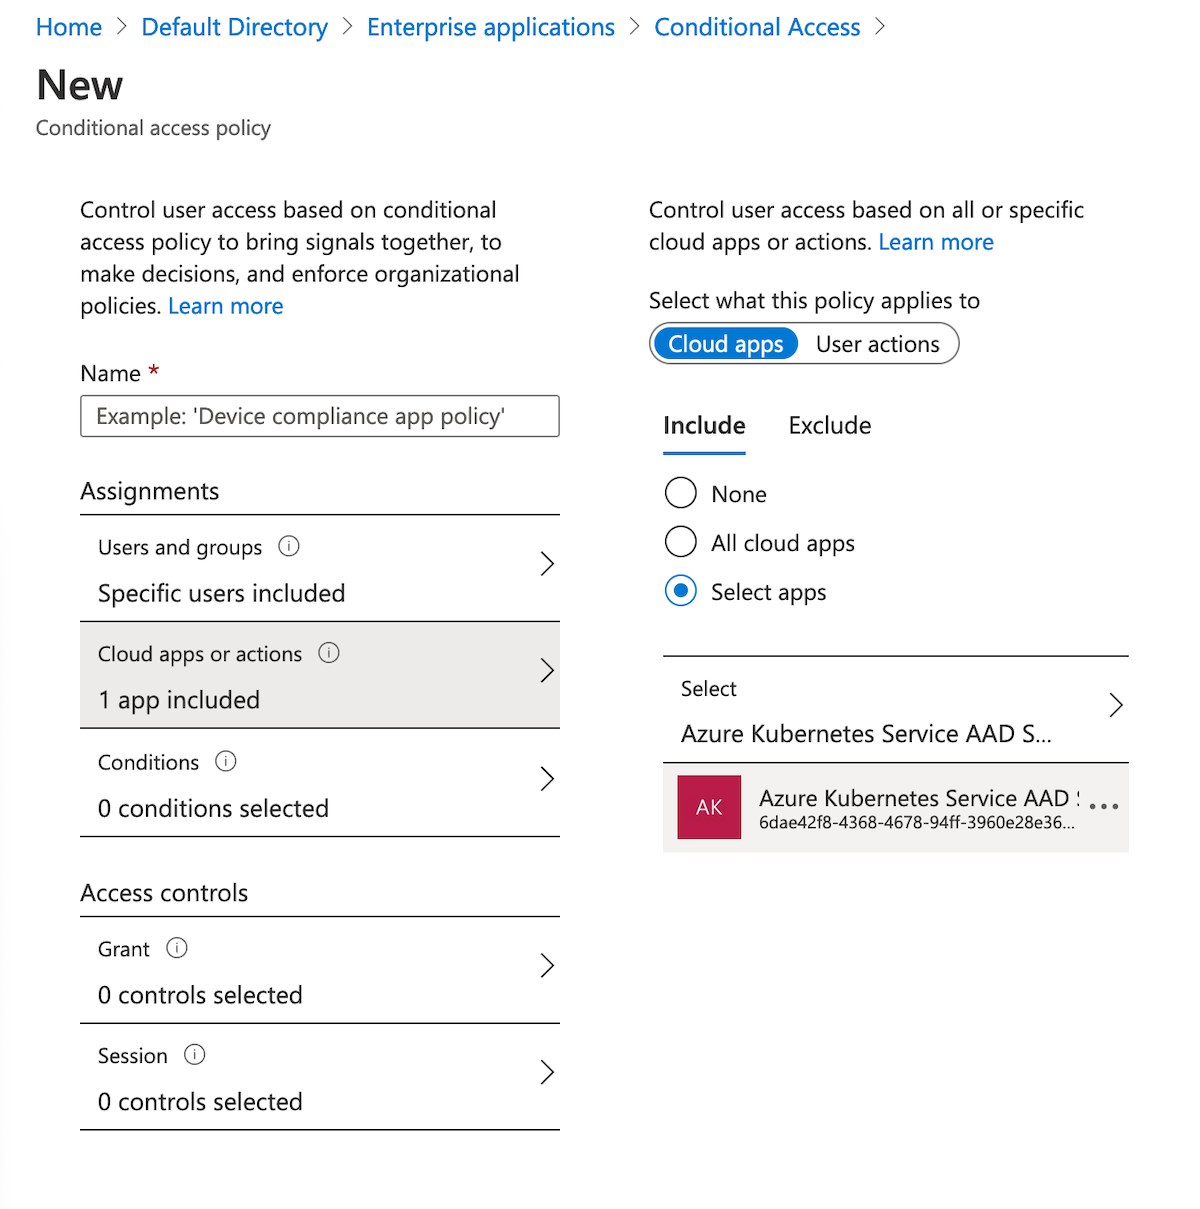 Home > Default Directory > Enterprise applications > Conditional Access >
New
Conditional access policy
Control user access based on conditional
access policy to bring signals together, to
make decisions, and enforce organizational
policies. Learn more
Name *
Example: 'Device compliance app policy'
Assignments
Users and groups
Specific users included
Cloud apps or actions
1 app included
Conditions
0 conditions selected
Access controls
Grant
0 controls selected
Session
0 controls selected
Control user access based on all or specific
cloud apps or actions. Learn more
Select what this policy applies to
Cloud apps User actions
Include Exclude
None
All cloud apps
Select apps
Select
Azure Kubernetes Service AAD S...
AK
Azure Kubernetes Service AAD
6dae42f8-4368-4678-94ff-3960e28e36...